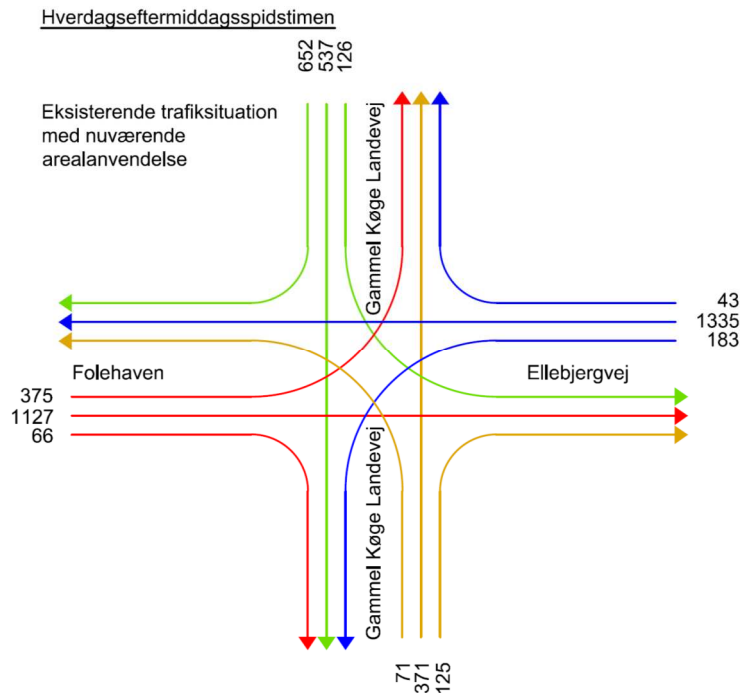 Hverdagseftermiddagsspidstimen
652
537
126
Eksisterende trafiksituation
med nuværende
arealanvendelse
Gammel Køge Landevej
43
1335
183
Folehaven
Ellebjergvej
375
1127
66
Gammel Køge Landevej
71
371
125